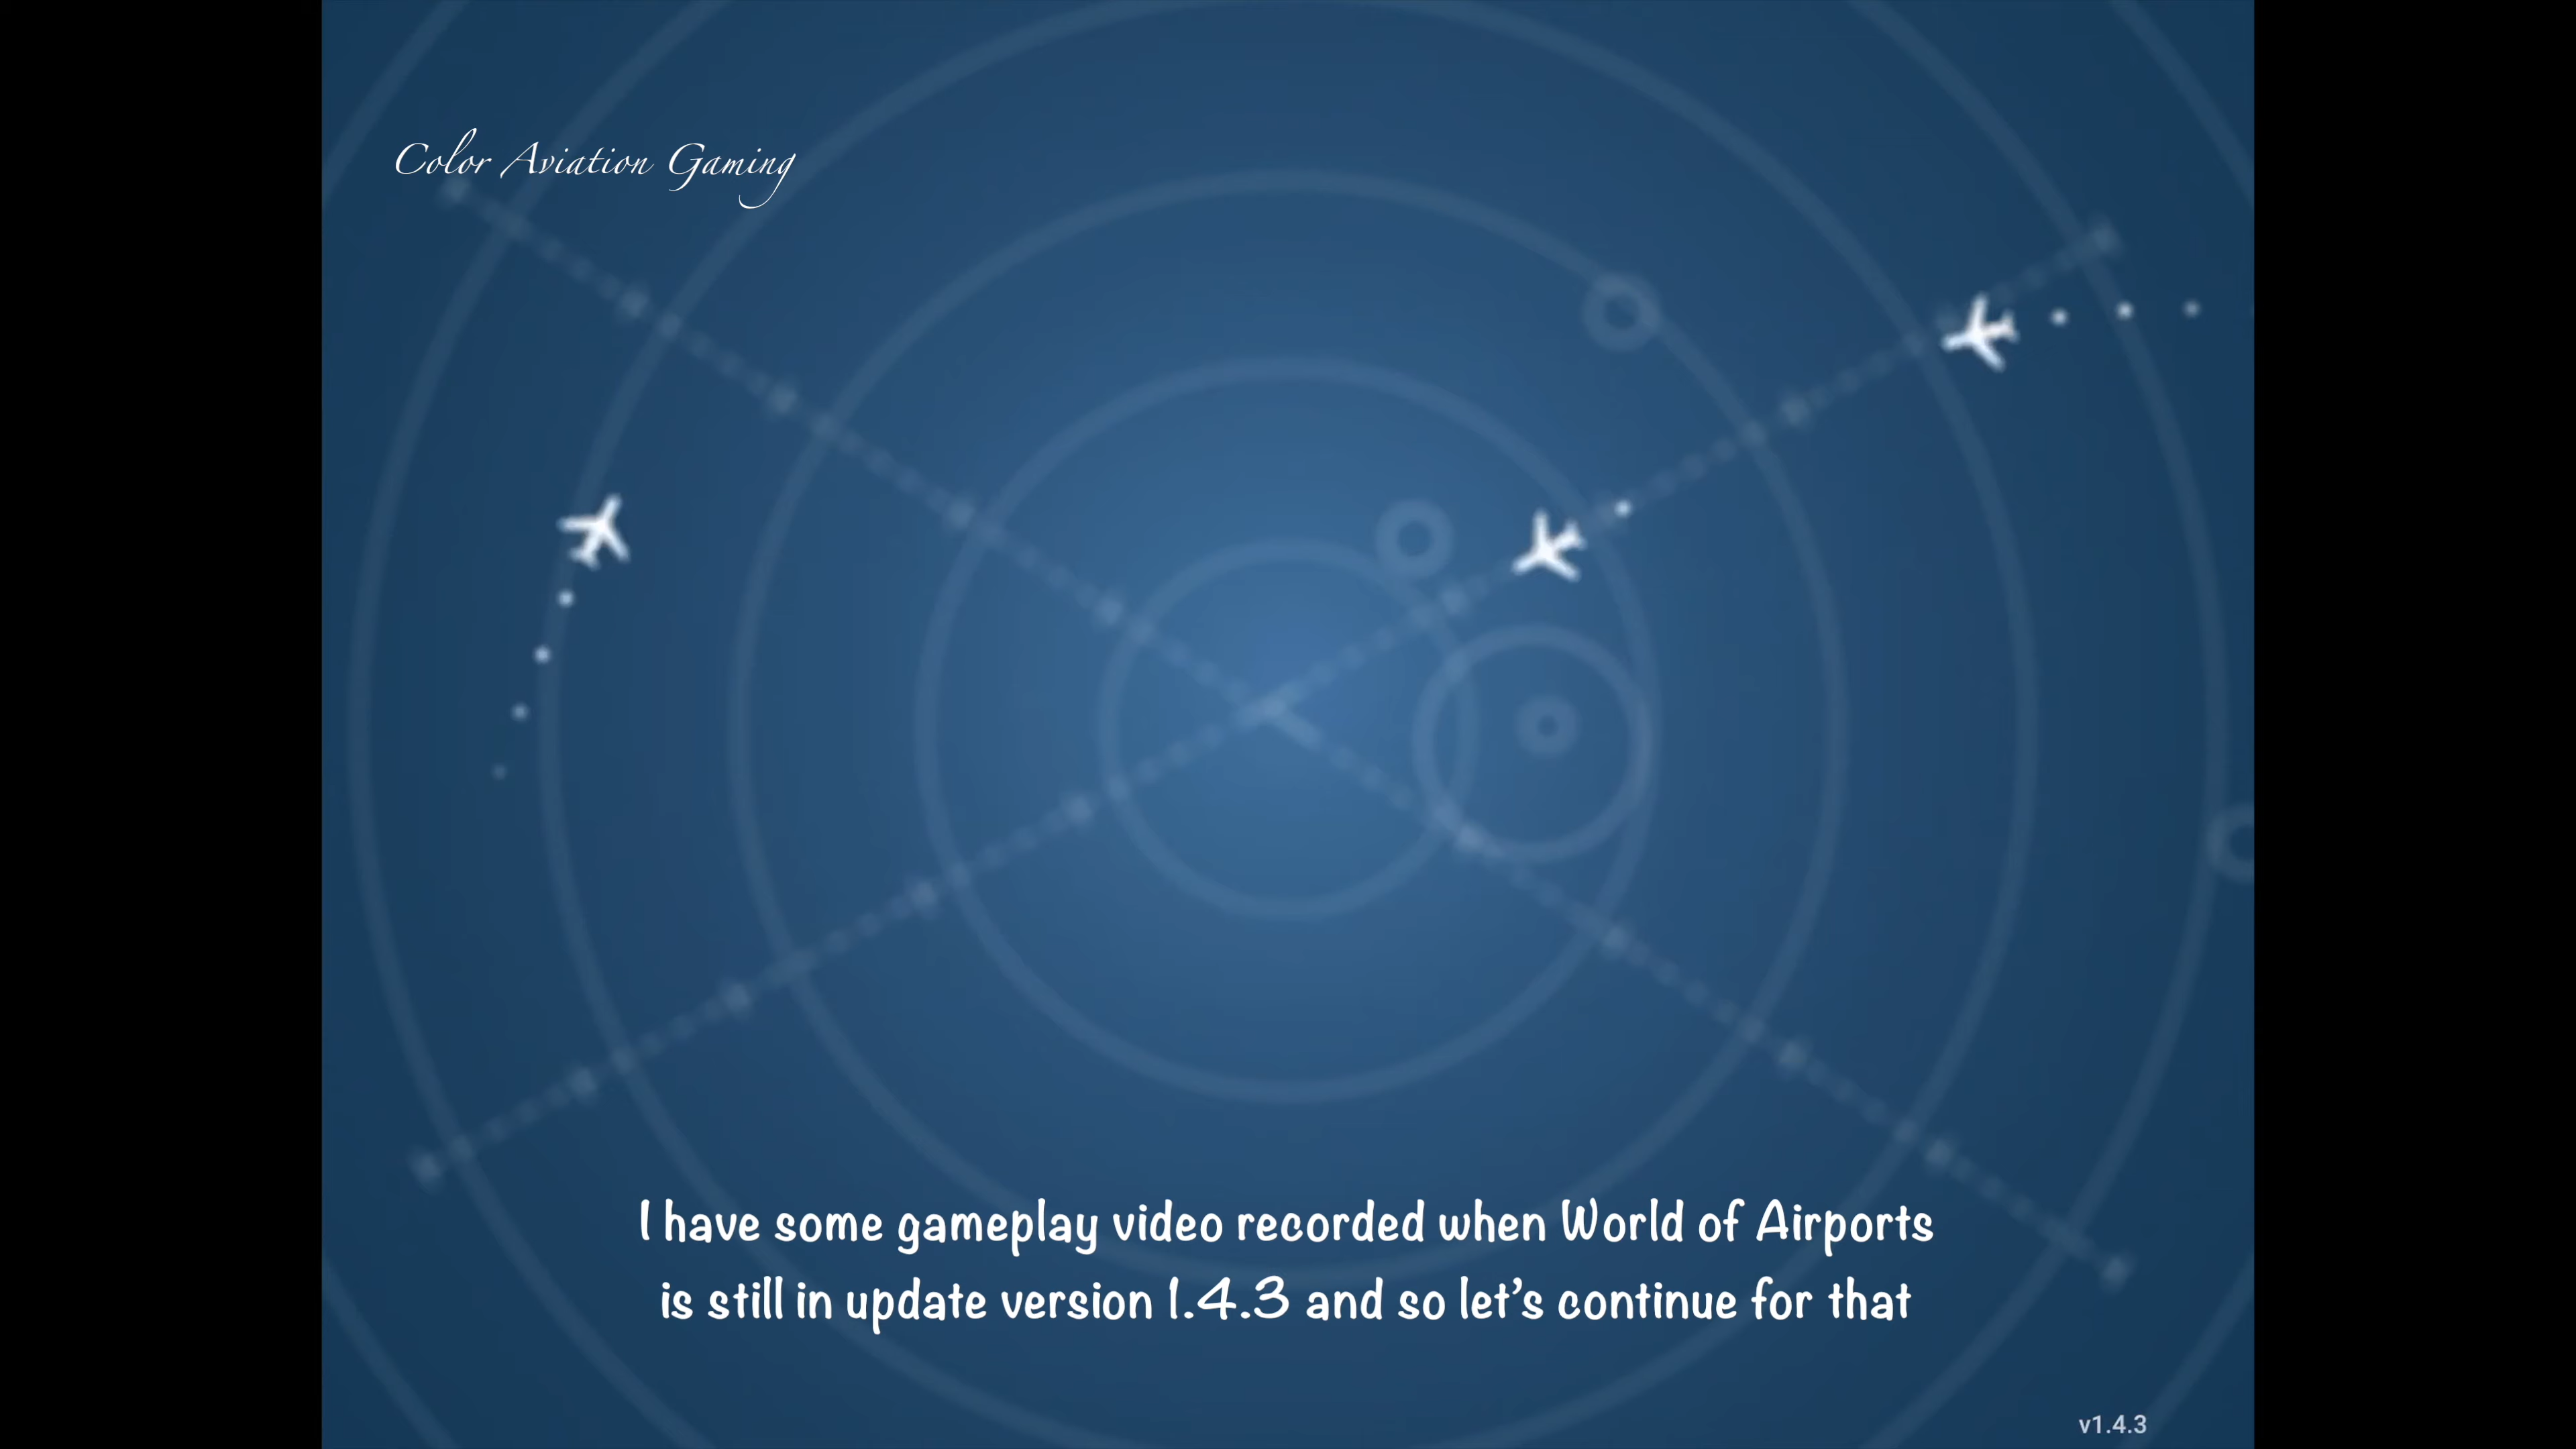 Color Aviation Gaming
I have some gameplay video recorded when World of Airports
is still in update version 1.4.3 and so let's continue for that
v1.4.3